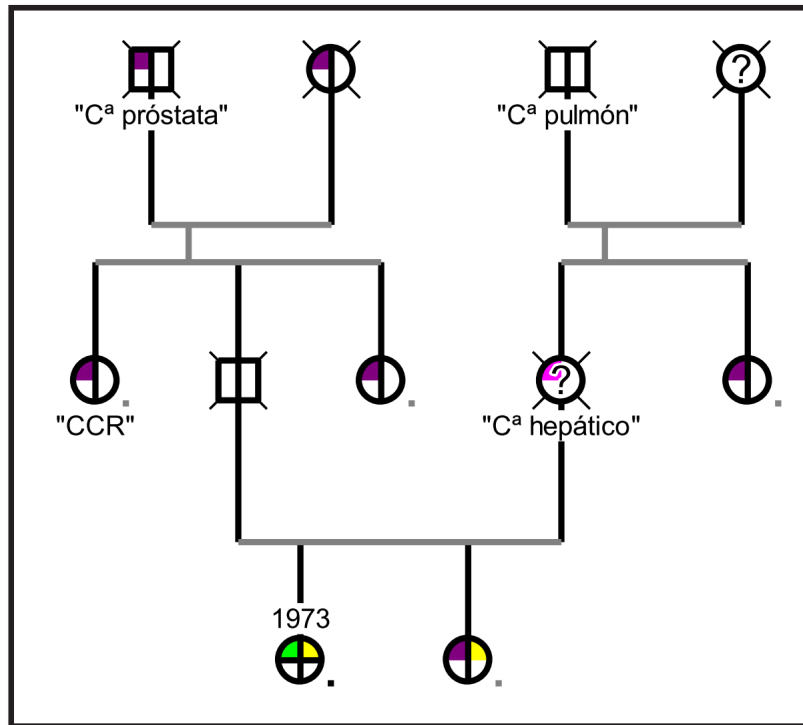 ?
"Cª próstata"
"Cª pulmón"
?
"CCR"
"Cª hepático"
1973